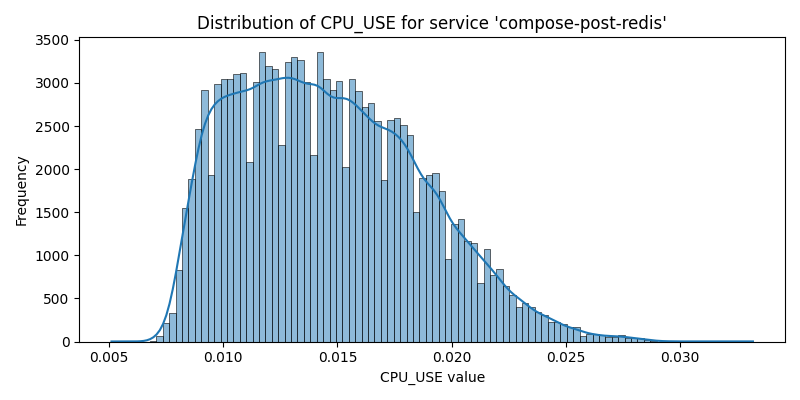 Distribution of CPU_USE for service 'compose-post-redis'
3500
3000
2500
2000
1500
1000
500
0
Frequency
0.005 0.010 0.015 0.020 0.025 0.030
CPU_USE value